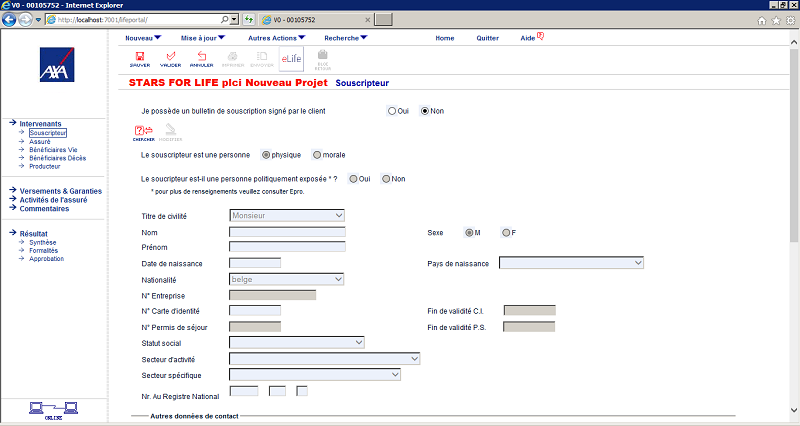 V0 - 00105752 - Internet Explorer
http://localhost:7001/lifeportal/
V0 - 00105752
Nouveau Mise à jour Autres Actions Recherche Home Quitter Aide
AXA
SAUVER VALIDER ANNULER IMPRIMER ENVOYER eLife BLUE RETOUR
STARS FOR LIFE plci Nouveau Projet Souscripteur
Je possède un bulletin de souscription signé par le client Oui Non
Intervenants
Souscripteur
Assuré
Bénéficiaires Vie
Bénéficiaires Décès
Producteur
Versements & Garanties
Activités de l'assuré
Commentaires
Résultat
Synthèse
Formalités
Approbation
ONLINE
CHERCHER MODIFIER
Le souscripteur est une personne physique morale
Le soucripteur est-il une personne politiquement exposée * ? Oui Non
* pour plus de renseignements veuillez consulter Epro.
Titre de civilité Monsieur
Nom Sexe M F
Prénom
Date de naissance Pays de naissance
Nationalité belge
N° Entreprise
N° Carte d'identité Fin de validité C.I.
N° Permis de séjour Fin de validité P.S.
Statut social
Secteur d'activité
Secteur spécifique
Nr. Au Registre National
Autres données de contact